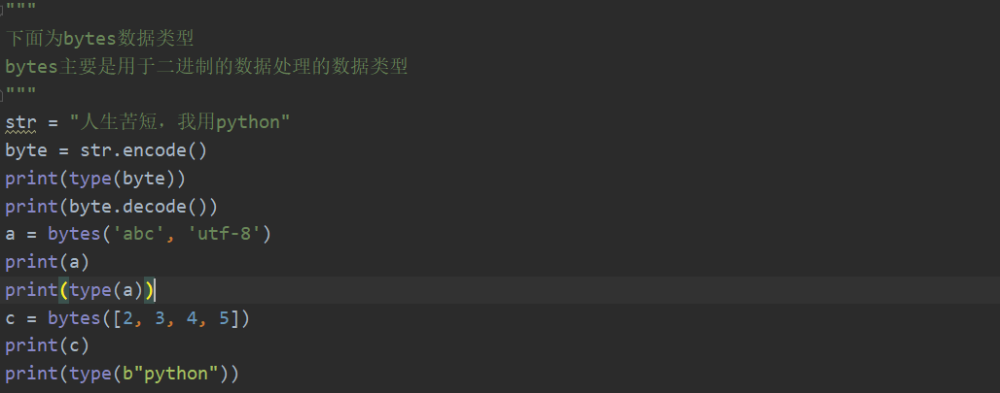 """
下面为bytes数据类型
bytes主要是用于二进制的数据处理的数据类型
"""
str = "人生苦短，我用python"
byte = str.encode()
print(type(byte))
print(byte.decode())
a = bytes('abc', 'utf-8')
print(a)
print(type(a))
c = bytes([2, 3, 4, 5])
print(c)
print(type(b"python"))